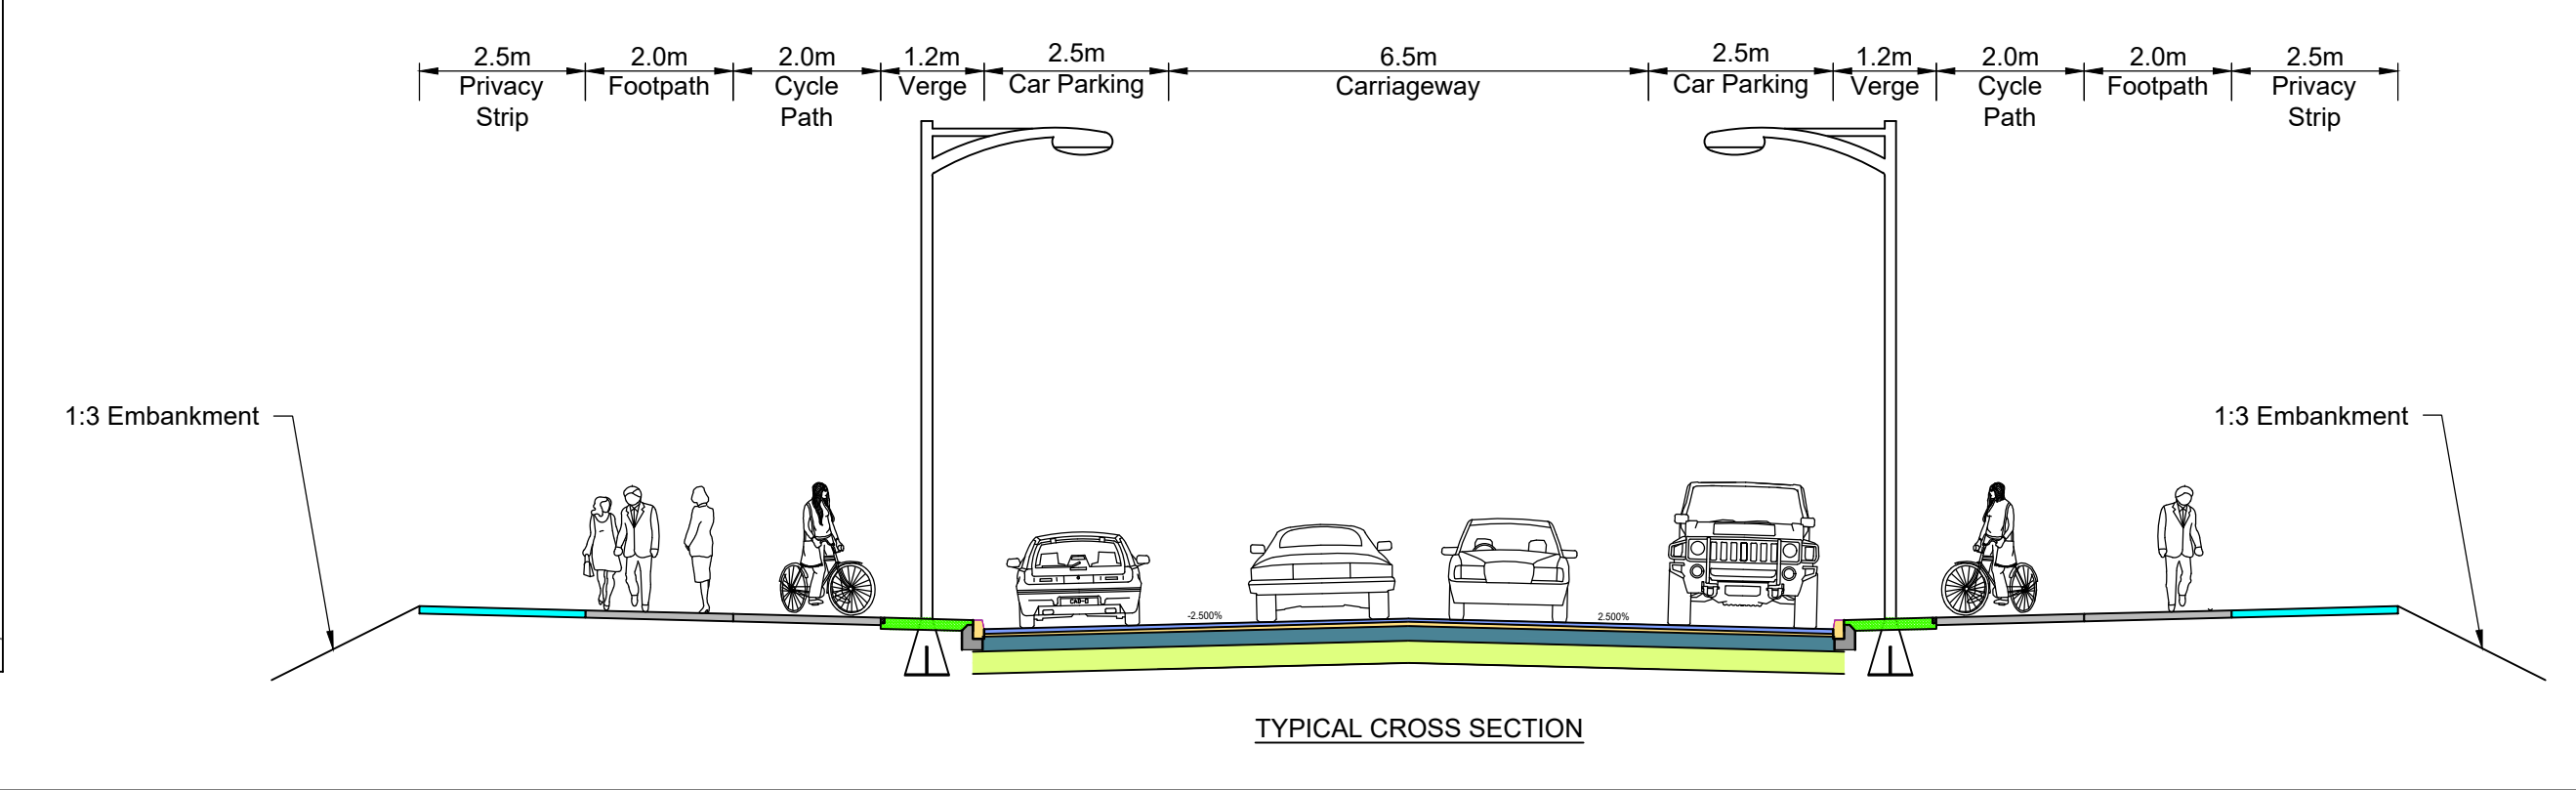 2.5m 2.0m 2.0m 1.2m 2.5m 6.5m 2.5m 1.2m 2.0m 2.0m 2.5m
Privacy Footpath Cycle Verge Car Parking Carriageway Car Parking Verge Cycle Footpath Privacy
Strip Path Path Strip
1:3 Embankment 1:3 Embankment
-2.500% 2.500%
TYPICAL CROSS SECTION